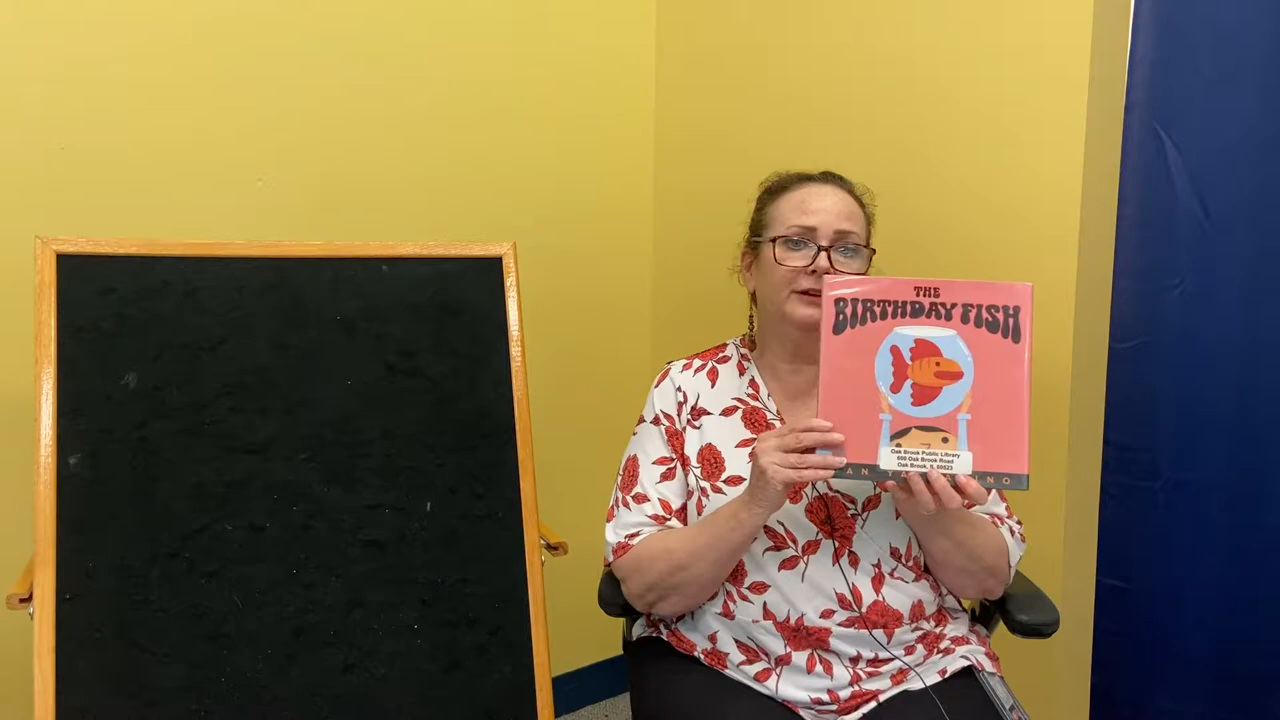 THE
BIRTHDAY FISH
Oak Brook Public Library
600 Oak Brook Road
Oak Brook, IL 60523